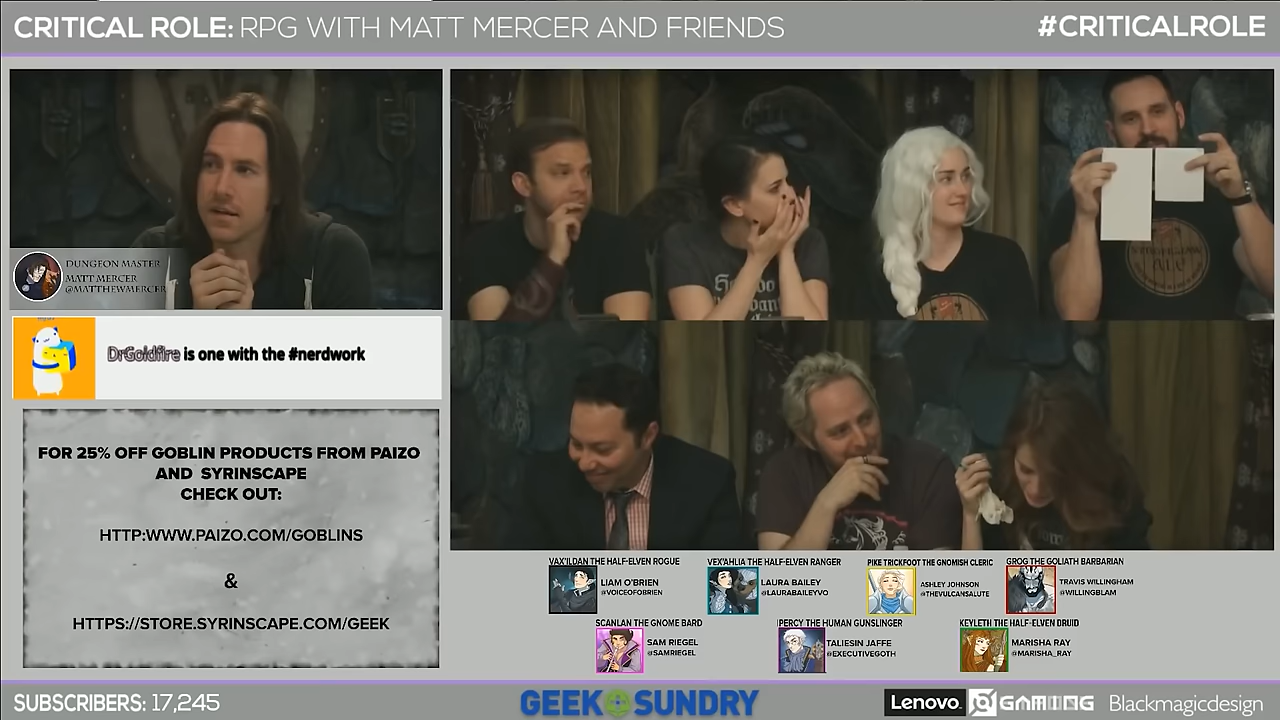 CRITICAL ROLE: RPG WITH MATT MERCER AND FRIENDS
#CRITICALROLE
DUNGEON MASTER
MATT MERCER
@MATTHEWMERCER
DrGoldfire is one with the #nerdwork
FOR 25% OFF GOBLIN PRODUCTS FROM PAIZO
AND SYRINSCAPE
CHECK OUT:
HTTP:WWW.PAIZO.COM/GOBLINS
&
HTTPS://STORE.SYRINSCAPE.COM/GEEK
VAX'ILDAN THE HALF-ELVEN ROGUE
LIAM O'BRIEN
@VOICEOFOBRIEN
VEX'AHLIA THE HALF-ELVEN RANGER
LAURA BAILEY
@LAURABAILEYVO
PIKE TRICKFOOT THE GNOMISH CLERIC
ASHLEY JOHNSON
@THEVULCANSALUTE
GROG THE GOLIATH BARBARIAN
TRAVIS WILLINGHAM
@WILLINGBLAM
SCANLAN THE GNOME BARD
SAM RIEGEL
@SAMRIEGEL
PERCY THE HUMAN GUNSLINGER
TALIESIN JAFFE
@EXECUTIVEGOTH
KEYLETH THE HALF-ELVEN DRUID
MARISHA RAY
@MARISHA_RAY
SUBSCRIBERS: 17,245
GEEK & SUNDRY
Lenovo
GAMING
Blackmagicdesign